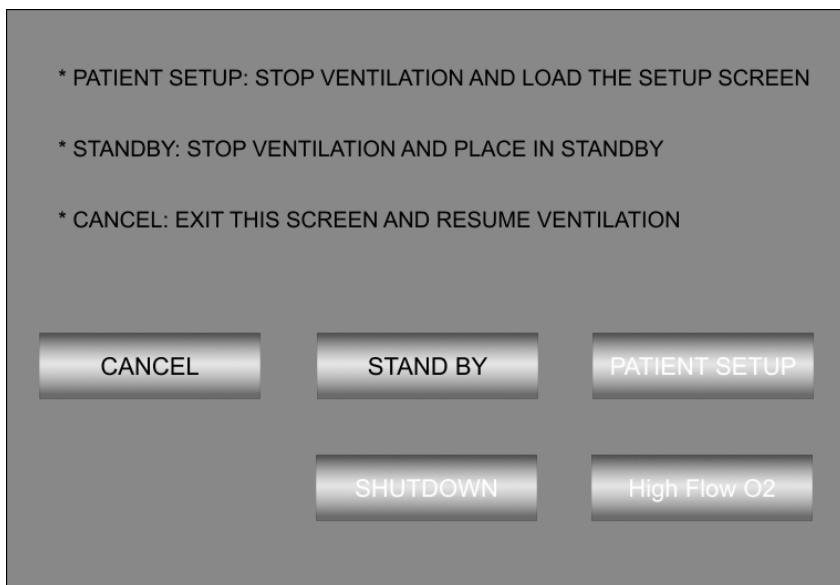 * PATIENT SETUP: STOP VENTILATION AND LOAD THE SETUP SCREEN
* STANDBY: STOP VENTILATION AND PLACE IN STANDBY
* CANCEL: EXIT THIS SCREEN AND RESUME VENTILATION
CANCEL
STAND BY
PATIENT SETUP
SHUTDOWN
High Flow O2